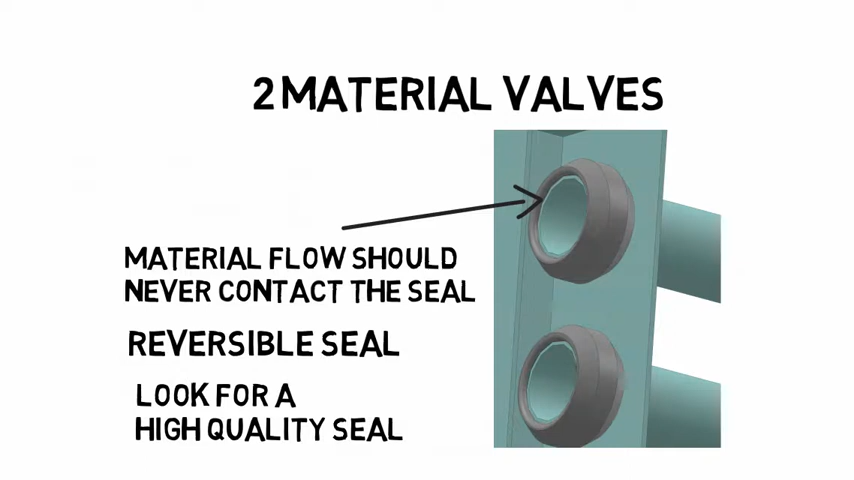 2 MATERIAL VALVES
MATERIAL FLOW SHOULD
NEVER CONTACT THE SEAL
REVERSIBLE SEAL
LOOK FOR A
HIGH QUALITY SEAL